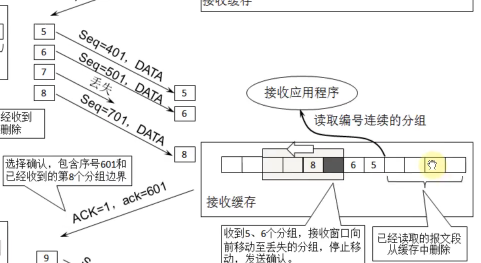 接收缓存
5
6
7
8
Seq=401, DATA
Seq=501, DATA
丢失
Seq=701, DATA
5
6
8
经收到
删除
接收应用程序
读取编号连续的分组
8
6
5
选择确认，包含序号601和
已经收到的第8个分组边界
ACK=1, ack=601
接收缓存
收到5、6个分组，接收窗口向
前移动至丢失的分组，停止移
动，发送确认。
已经读取的报文段
从缓存中删除
9